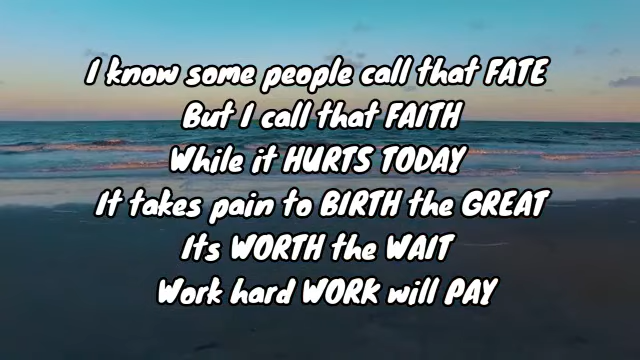 I know some people call that FATE
But I call that FAITH
While it HURTS TODAY
It takes pain to BIRTH the GREAT
Its WORTH the WAIT
Work hard WORK will PAY